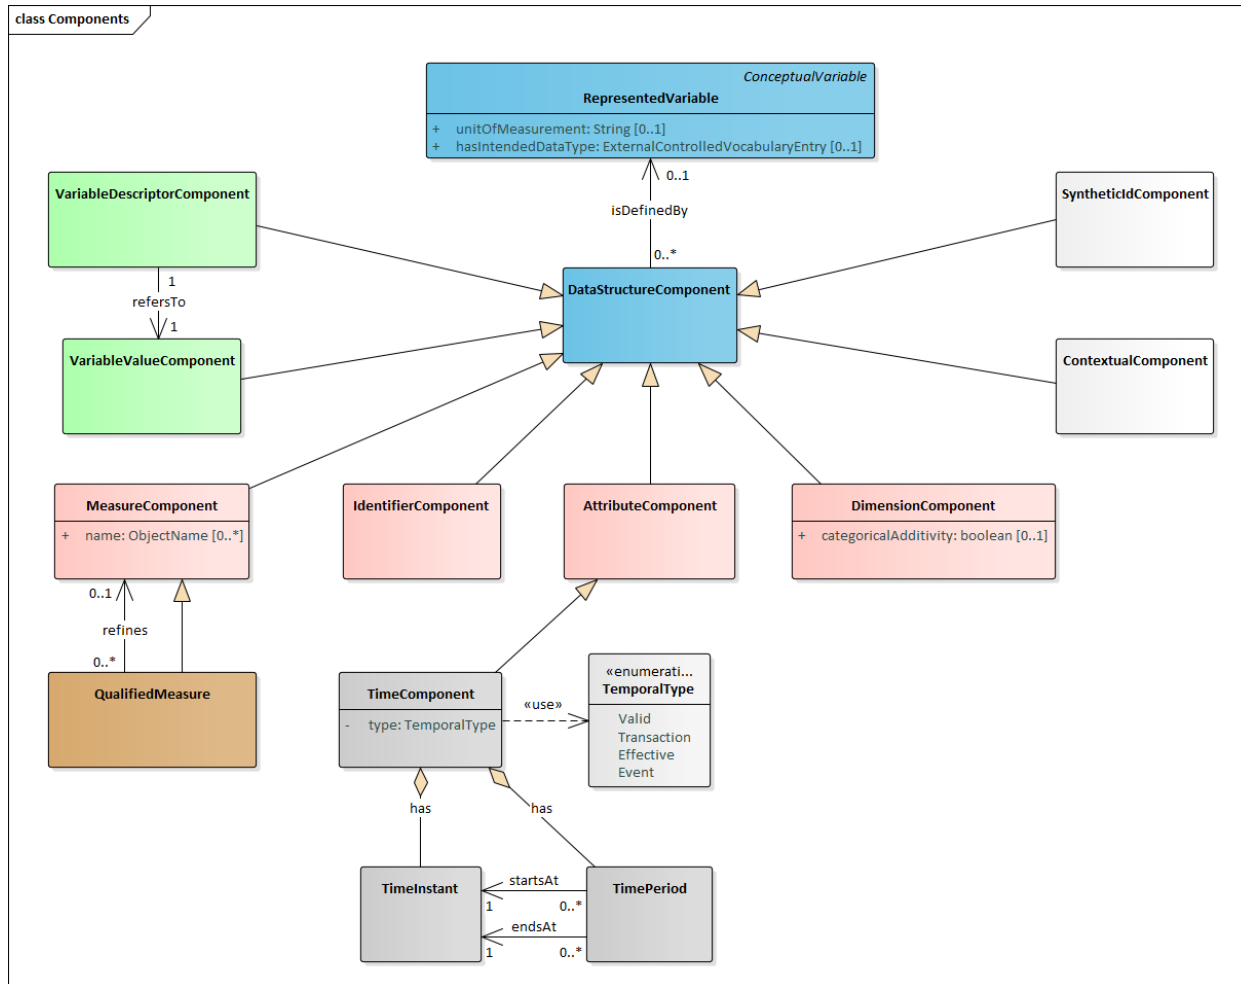 class Components
ConceptualVariable
RepresentedVariable
+ unitOfMeasurement: String [0..1]
+ hasIntendedDataType: ExternalControlledVocabularyEntry [0..1]
0..1
isDefinedBy
0..*
VariableDescriptorComponent
SyntheticIdComponent
1
refersTo
1
DataStructureComponent
VariableValueComponent
ContextualComponent
MeasureComponent
+ name: ObjectName [0..*]
IdentifierComponent
AttributeComponent
DimensionComponent
+ categoricalAdditivity: boolean [0..1]
0..1
refines
0..*
QualifiedMeasure
TimeComponent
- type: TemporalType
«use»
«enumerati...
TemporalType
Valid
Transaction
Effective
Event
has
has
TimeInstant
startsAt
1
0..*
endsAt
1
0..*
TimePeriod